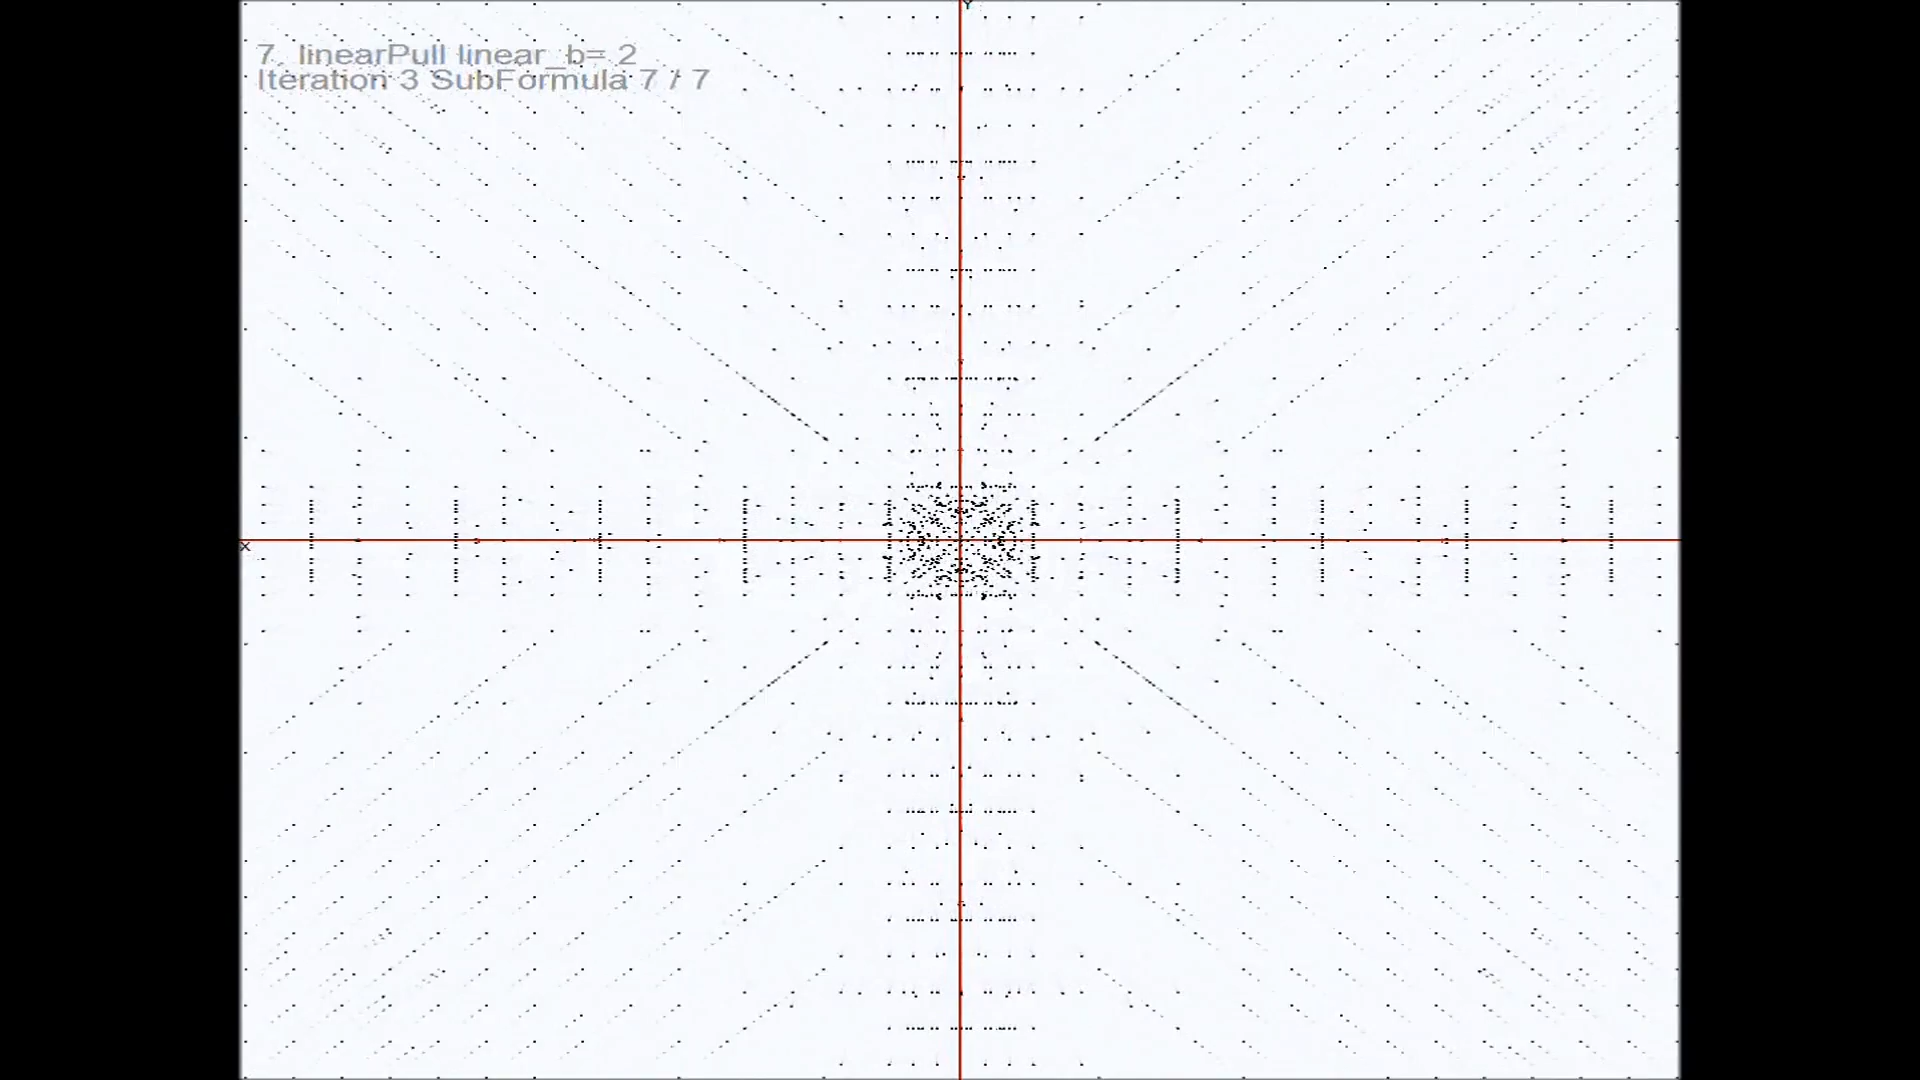 7. linearPull linear_b= 2
Iteration 3 SubFormula 7 / 7
Y
X